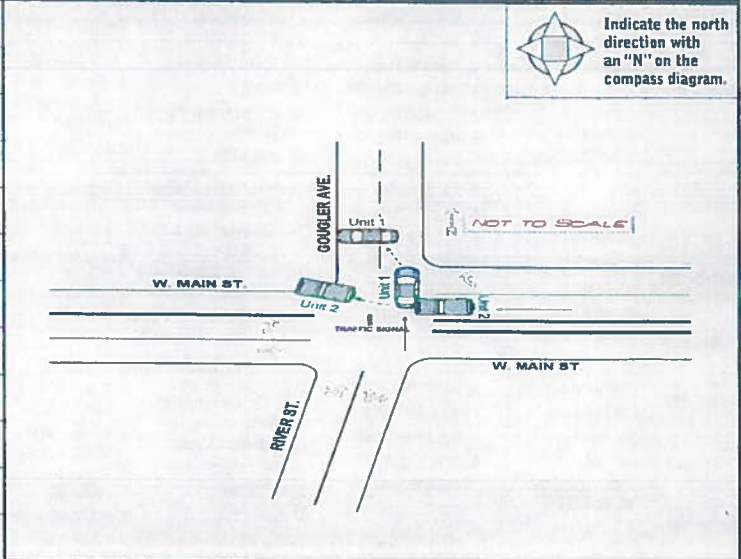 Indicate the north
direction with
an "N" on the
compass diagram.
GOUGLER AVE.
Unit 1
NOT TO SCALE
W. MAIN ST.
Unit 1
Unit 2
Unit 2
TRAFFIC SIGNAL
W. MAIN ST.
RIVER ST.